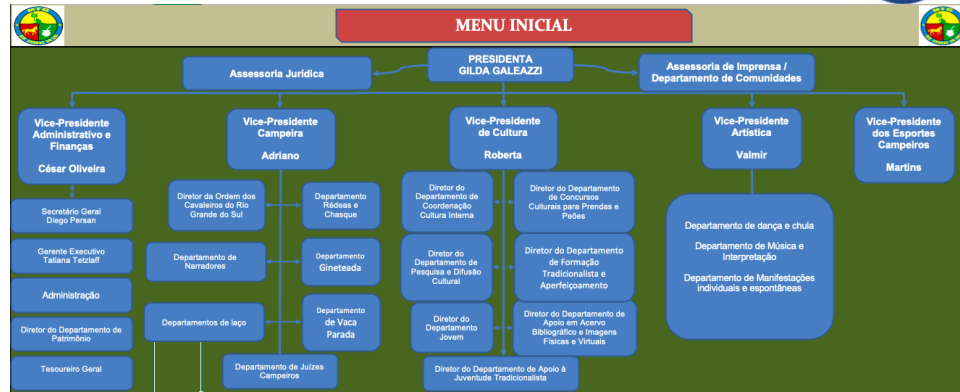 MENU INICIAL
PRESIDENTA
GILDA GALEAZZI
Assessoria Jurídica
Assessoria de Imprensa /
Departamento de Comunidades
Vice-Presidente
Administrativo e
Finanças
César Oliveira
Vice-Presidente
Campeira
Adriano
Vice-Presidente
de Cultura
Roberta
Vice-Presidente
Artística
Valmir
Vice-Presidente
dos Esportes
Campeiros
Martins
Secretário Geral
Diego Persan
Gerente Executivo
Tatiana Tetzlaff
Administração
Diretor do Departamento de
Patrimônio
Tesoureiro Geral
Diretor da Ordem dos
Cavaleiros do Rio
Grande do Sul
Departamento
Rédeas e
Chasque
Departamento de
Narradores
Departamento
Gineteada
Departamentos de laço
Departamento
de Vaca
Parada
Departamento de Juízes
Campeiros
Diretor do
Departamento de
Coordenação
Cultura Interna
Diretor do Departamento
de Concursos
Culturais para Prendas e
Peões
Diretor do
Departamento de
Pesquisa e Difusão
Cultural
Diretor do Departamento
de Formação
Tradicionalista e
Aperfeiçoamento
Diretor do
Departamento
Jovem
Diretor do Departamento de
Apoio em Acervo
Bibliográfico e Imagens
Físicas e Virtuais
Diretor do Departamento de Apoio à
Juventude Tradicionalista
Departamento de dança e chula
Departamento de Música e
Interpretação
Departamento de Manifestações
individuais e espontâneas